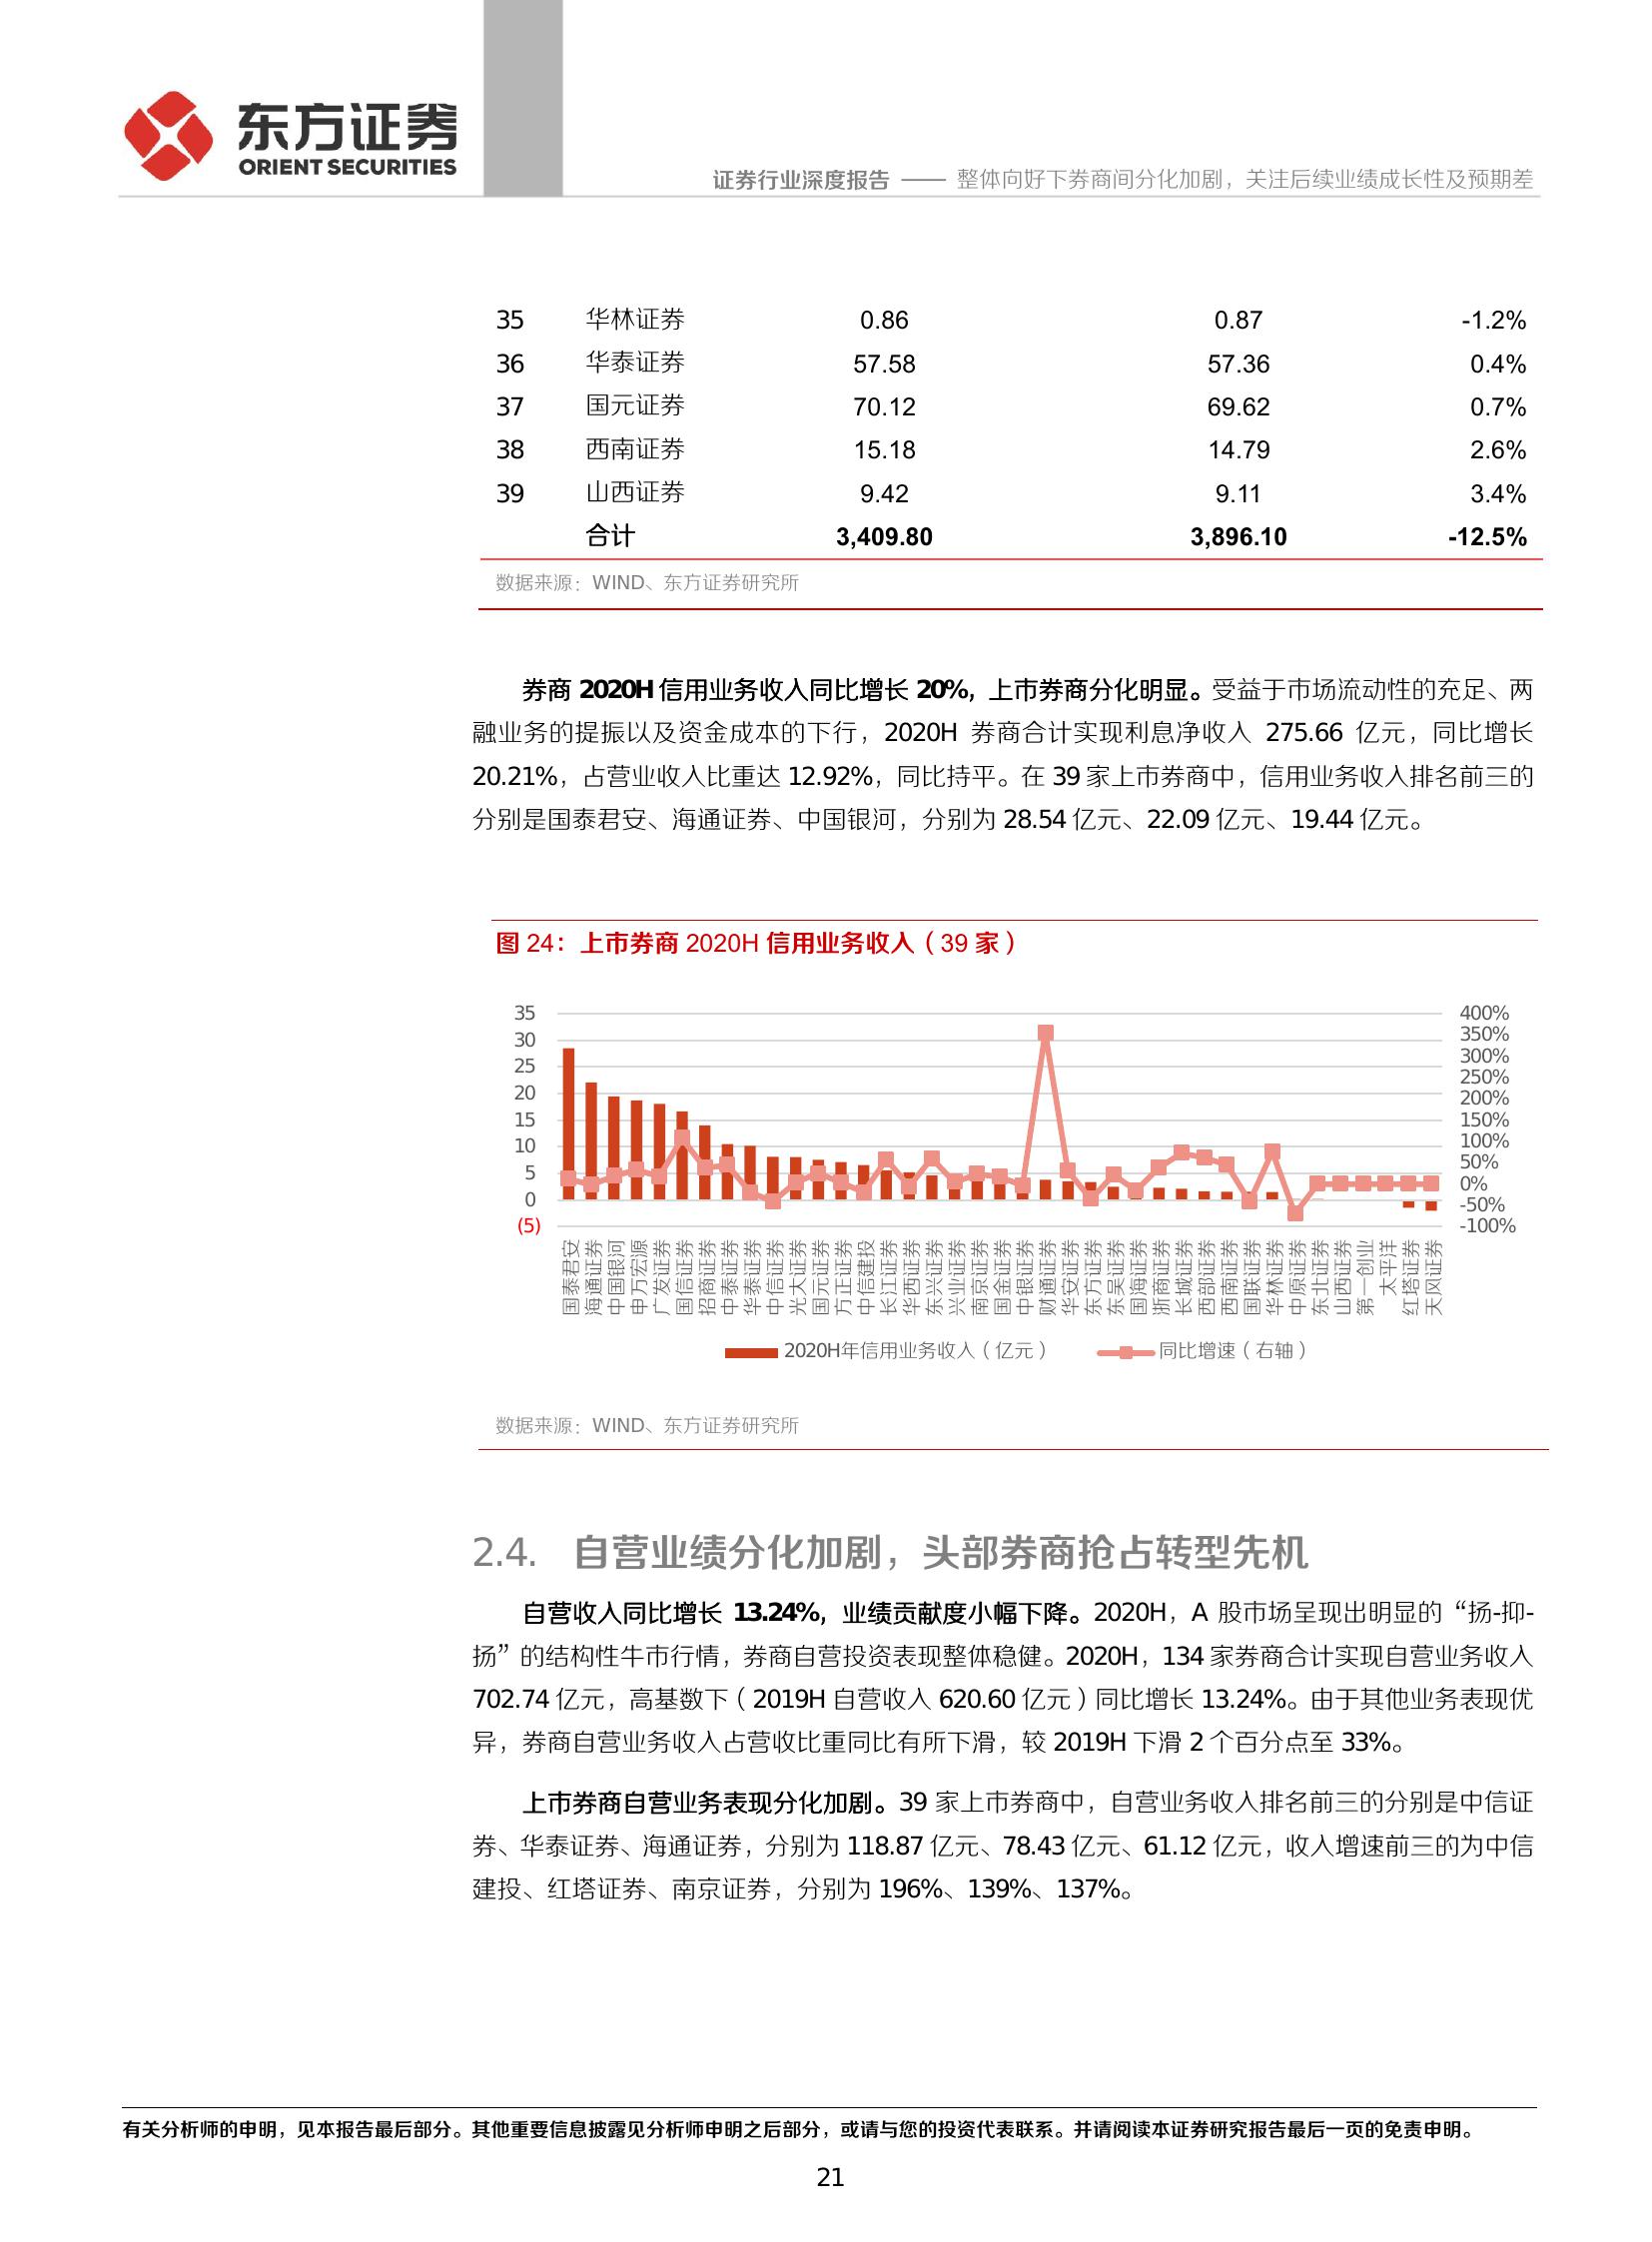 东方证券
ORIENT SECURITIES
证券行业深度报告 —— 整体向好下券商间分化加剧，关注后续业绩成长性及预期差
35 华林证券 0.86 0.87 -1.2%
36 华泰证券 57.58 57.36 0.4%
37 国元证券 70.12 69.62 0.7%
38 西南证券 15.18 14.79 2.6%
39 山西证券 9.42 9.11 3.4%
合计 3,409.80 3,896.10 -12.5%
数据来源：WIND、东方证券研究所
券商 2020H 信用业务收入同比增长 20%，上市券商分化明显。受益于市场流动性的充足、两
融业务的提振以及资金成本的下行，2020H 券商合计实现利息净收入 275.66 亿元，同比增长
20.21%，占营业收入比重达 12.92%，同比持平。在 39 家上市券商中，信用业务收入排名前三的
分别是国泰君安、海通证券、中国银河，分别为 28.54 亿元、22.09 亿元、19.44 亿元。
图 24：上市券商 2020H 信用业务收入（39 家）
35
30
25
20
15
10
5
0
(5)
400%
350%
300%
250%
200%
150%
100%
50%
0%
-50%
-100%
国泰君安
海通证券
中国银河
申万宏源
广发证券
国信证券
招商证券
中泰证券
华泰证券
中信证券
光大证券
国元证券
方正证券
中信建投
长江证券
华西证券
东兴证券
兴业证券
南京证券
国金证券
中银证券
财通证券
华安证券
东方证券
东吴证券
国海证券
浙商证券
长城证券
西部证券
西南证券
国联证券
华林证券
中原证券
东北证券
山西证券
第一创业
太平洋
红塔证券
天风证券
2020H年信用业务收入（亿元） 同比增速（右轴）
数据来源：WIND、东方证券研究所
2.4. 自营业绩分化加剧，头部券商抢占转型先机
自营收入同比增长 13.24%，业绩贡献度小幅下降。2020H，A 股市场呈现出明显的“扬-抑-
扬”的结构性牛市行情，券商自营投资表现整体稳健。2020H，134 家券商合计实现自营业务收入
702.74 亿元，高基数下（2019H 自营收入 620.60 亿元）同比增长 13.24%。由于其他业务表现优
异，券商自营业务收入占营收比重同比有所下滑，较 2019H 下滑 2 个百分点至 33%。
上市券商自营业务表现分化加剧。39 家上市券商中，自营业务收入排名前三的分别是中信证
券、华泰证券、海通证券，分别为 118.87 亿元、78.43 亿元、61.12 亿元，收入增速前三的为中信
建投、红塔证券、南京证券，分别为 196%、139%、137%。
有关分析师的申明，见本报告最后部分。其他重要信息披露见分析师申明之后部分，或请与您的投资代表联系。并请阅读本证券研究报告最后一页的免责申明。
21